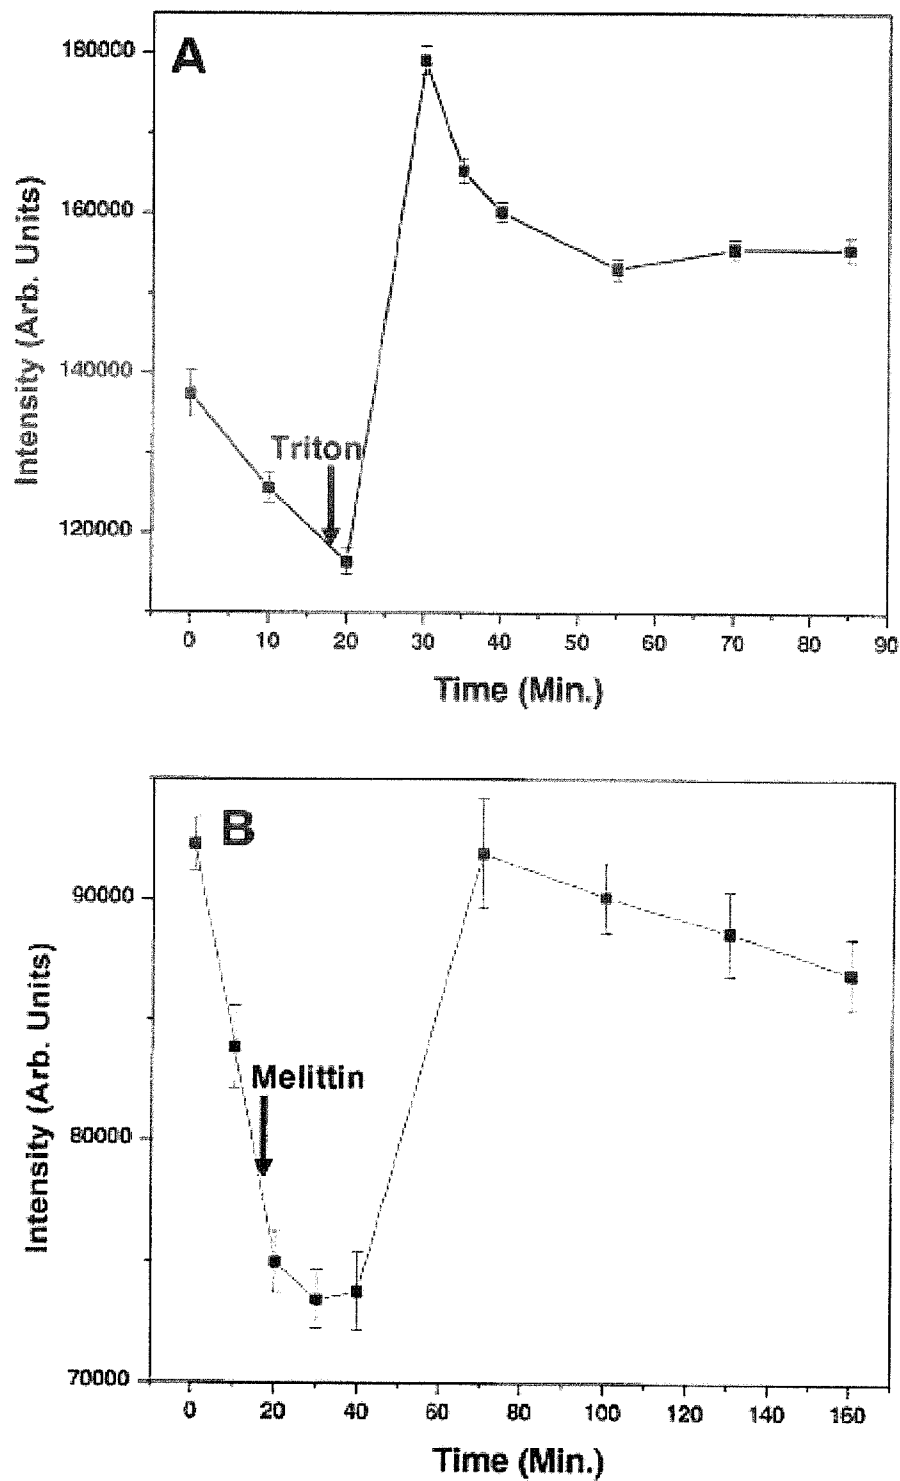 A
180000
160000
140000
120000
Intensity (Arb. Units)
Triton
0 10 20 30 40 50 60 70 80 90
Time (Min.)
B
90000
80000
70000
Intensity (Arb. Units)
Melittin
0 20 40 60 80 100 120 140 160
Time (Min.)